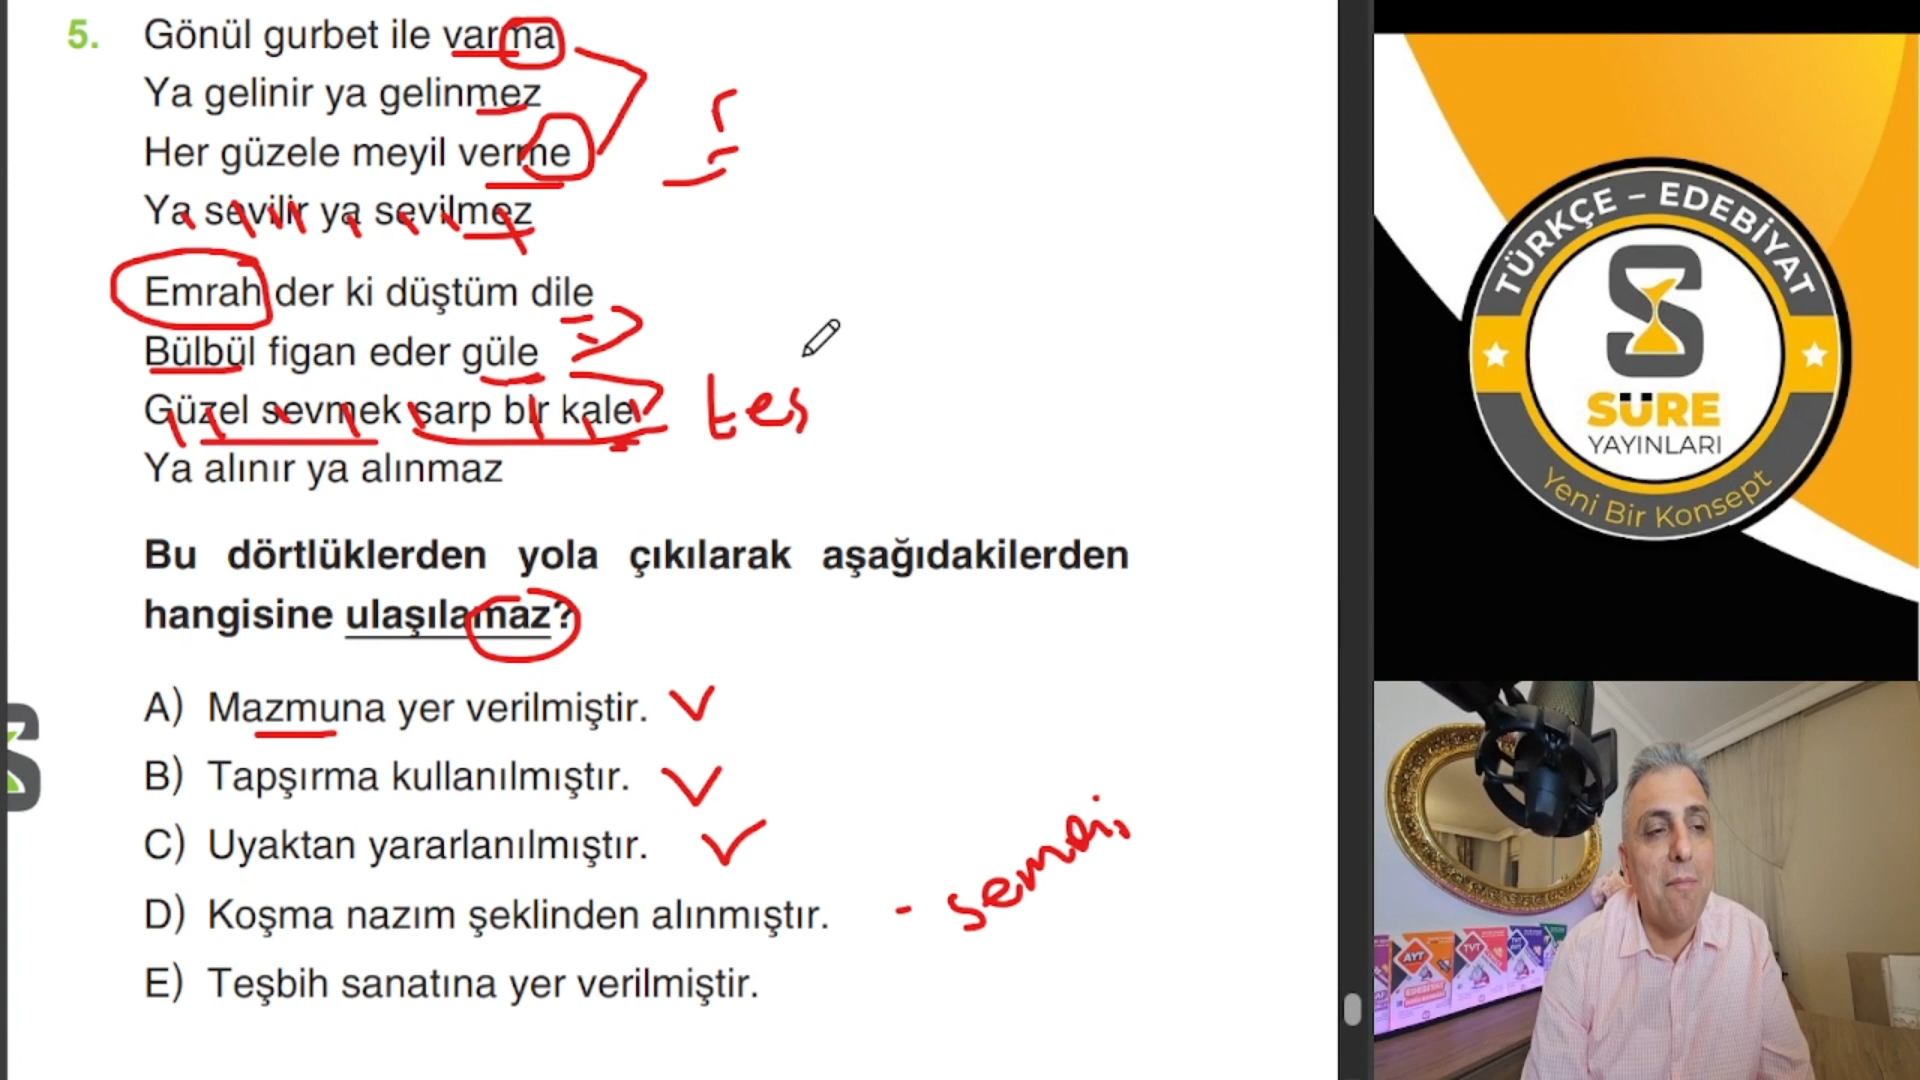 5. Gönül gurbet ile varma
Ya gelinir ya gelinmez
Her güzele meyil verme
Ya sevilir ya sevilmez
Emrah der ki düştüm dile
Bülbül figan eder güle
Güzel sevmek sarp bir kale
Ya alınır ya alınmaz
tes
Bu dörtlüklerden yola çıkılarak aşağıdakilerden
hangisine ulaşılamaz?
A) Mazmuna yer verilmiştir.
B) Tapşırma kullanılmıştır.
C) Uyaktan yararlanılmıştır.
D) Koşma nazım şeklinden alınmıştır.
- semai
E) Teşbih sanatına yer verilmiştir.
TÜRKÇE – EDEBİYAT
SÜRE
YAYINLARI
Yeni Bir Konsept
AYT
TVT